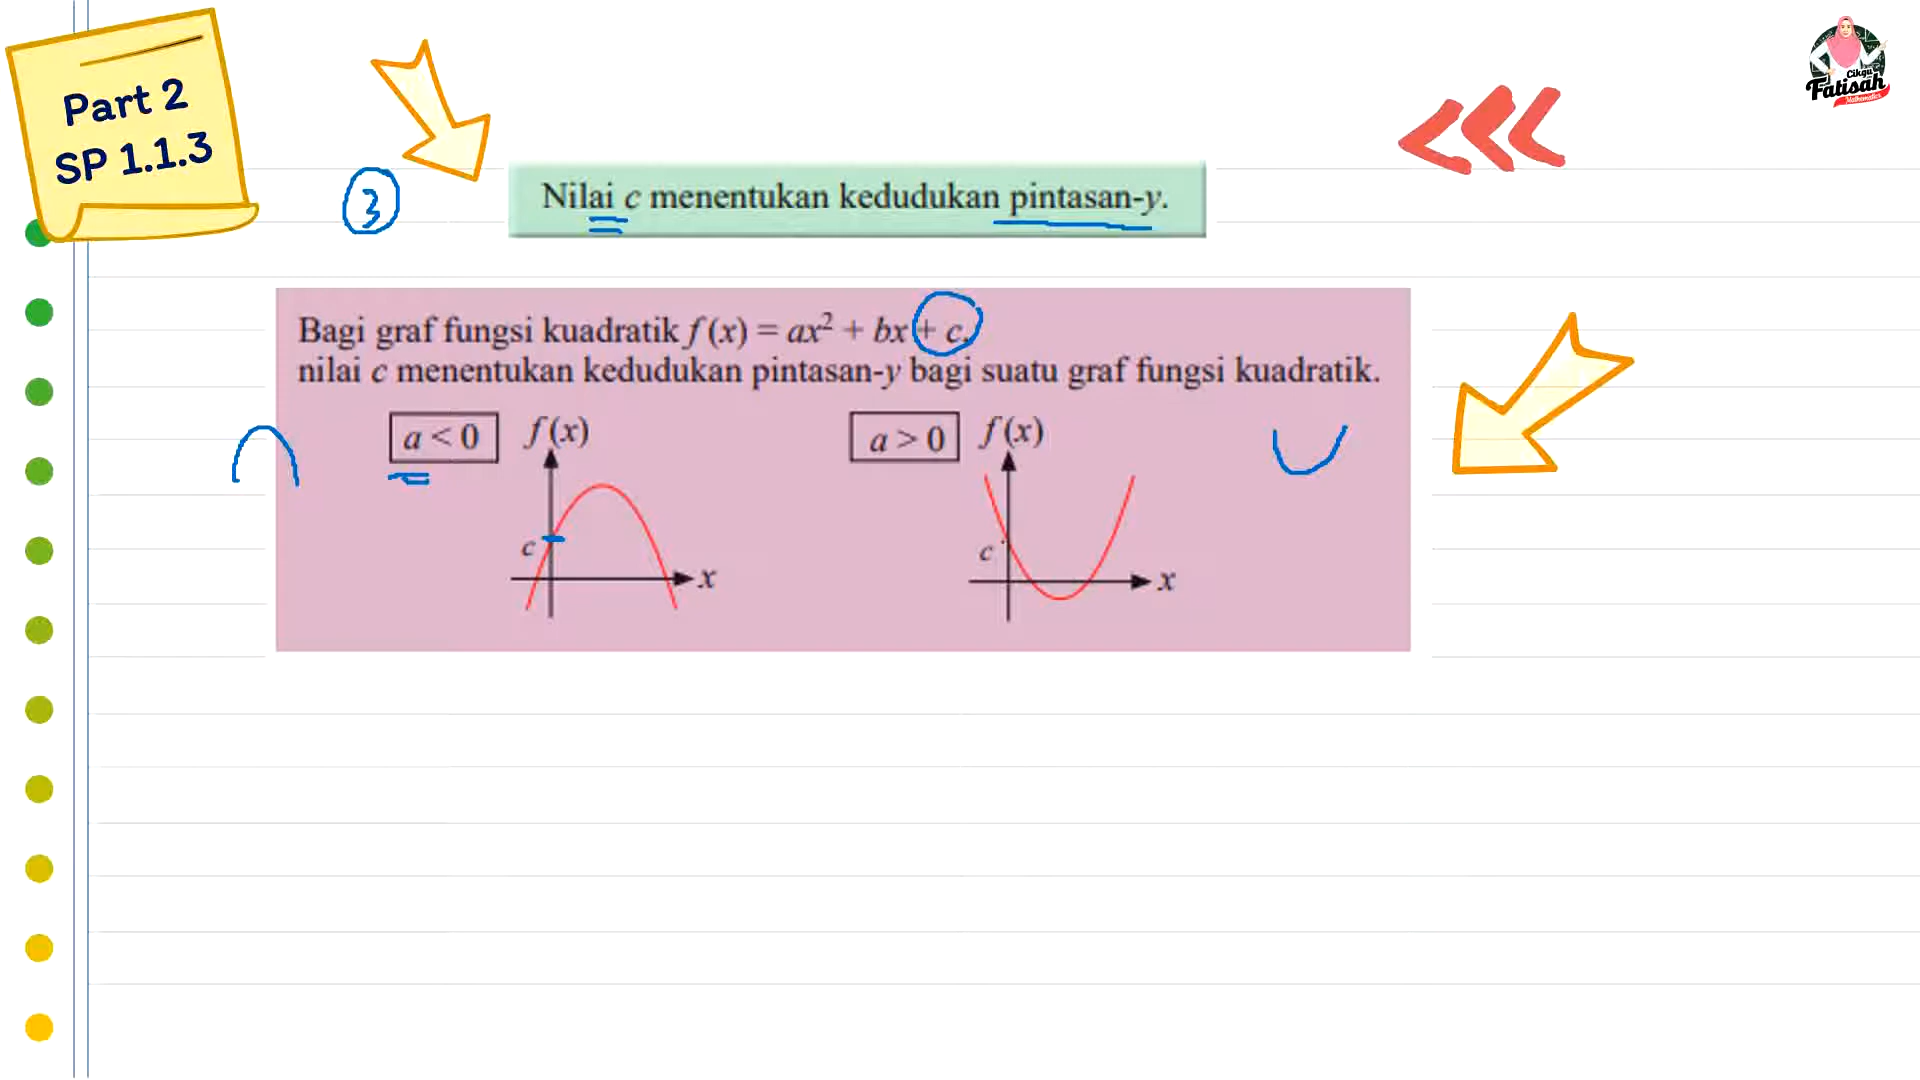 Part 2
SP 1.1.3
Cikgu
Fatisah
Mathematics
3
Nilai c menentukan kedudukan pintasan-y.
Bagi graf fungsi kuadratik f(x) = ax² + bx + c,
nilai c menentukan kedudukan pintasan-y bagi suatu graf fungsi kuadratik.
a < 0 f(x)
c
x
a > 0 f(x)
c
x